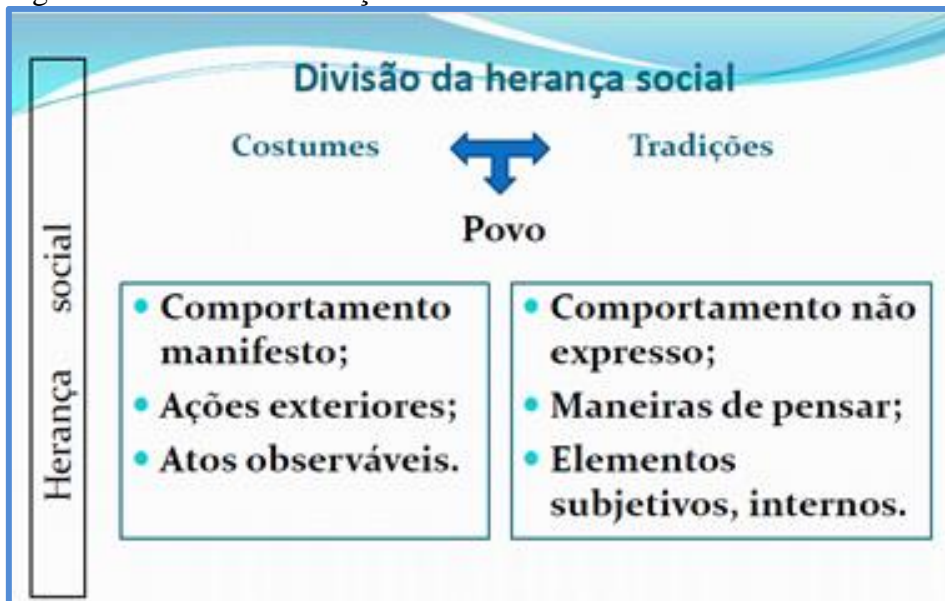 Divisão da herança social
Costumes
Tradições
Povo
Herança social
• Comportamento
manifesto;
• Ações exteriores;
• Atos observáveis.
• Comportamento não
expresso;
• Maneiras de pensar;
• Elementos
subjetivos, internos.